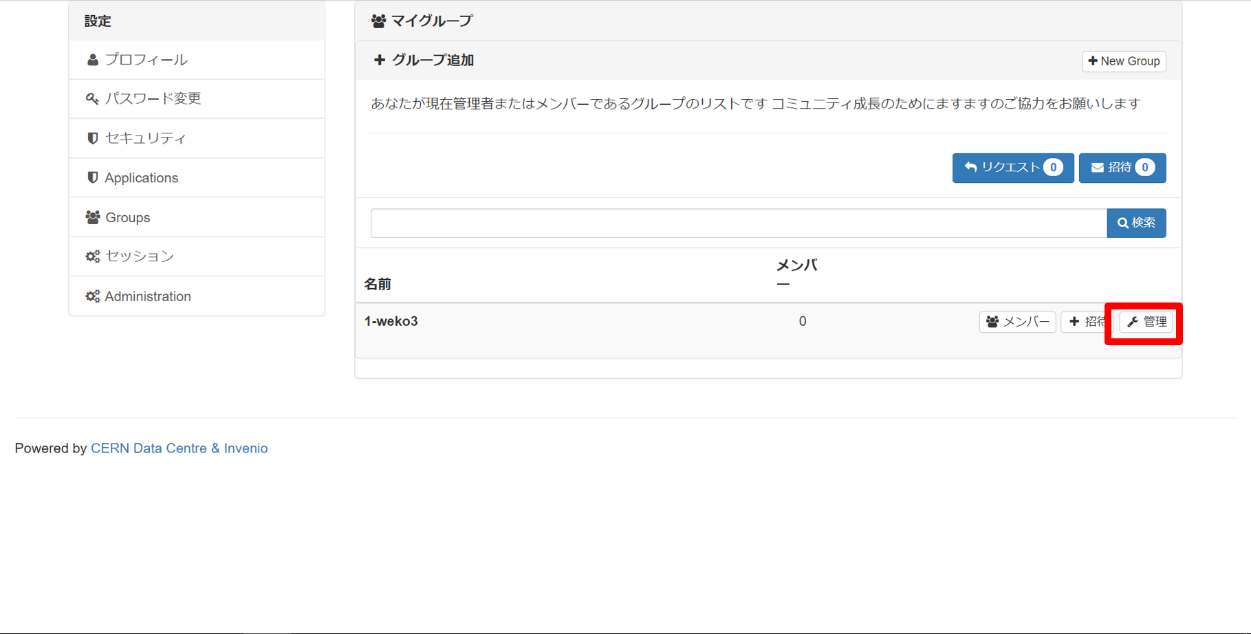 設定
プロフィール
パスワード変更
セキュリティ
Applications
Groups
セッション
Administration
マイグループ
グループ追加
New Group
あなたが現在管理者またはメンバーであるグループのリストです コミュニティ成長のためにますますのご協力をお願いします
リクエスト 0
招待 0
検索
名前
メンバ
ー
1-weko3
0
メンバー
招待
管理
Powered by CERN Data Centre & Invenio